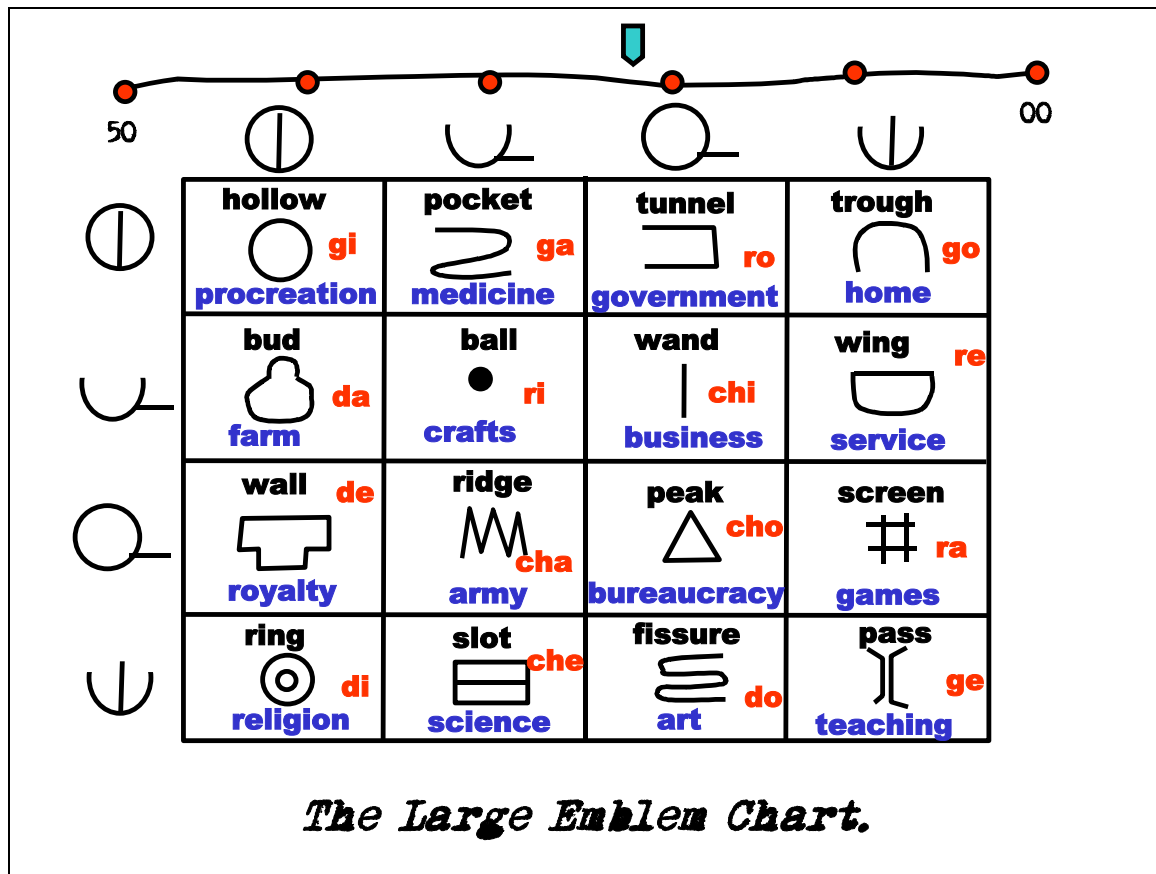 50
00
hollow pocket tunnel trough
gi ga ro go
procreation medicine government home
bud ball wand wing
da ri chi re
farm crafts business service
wall ridge peak screen
de cha cho ra
royalty army bureaucracy games
ring slot fissure pass
di che do ge
religion science art teaching
The Large Emblem Chart.